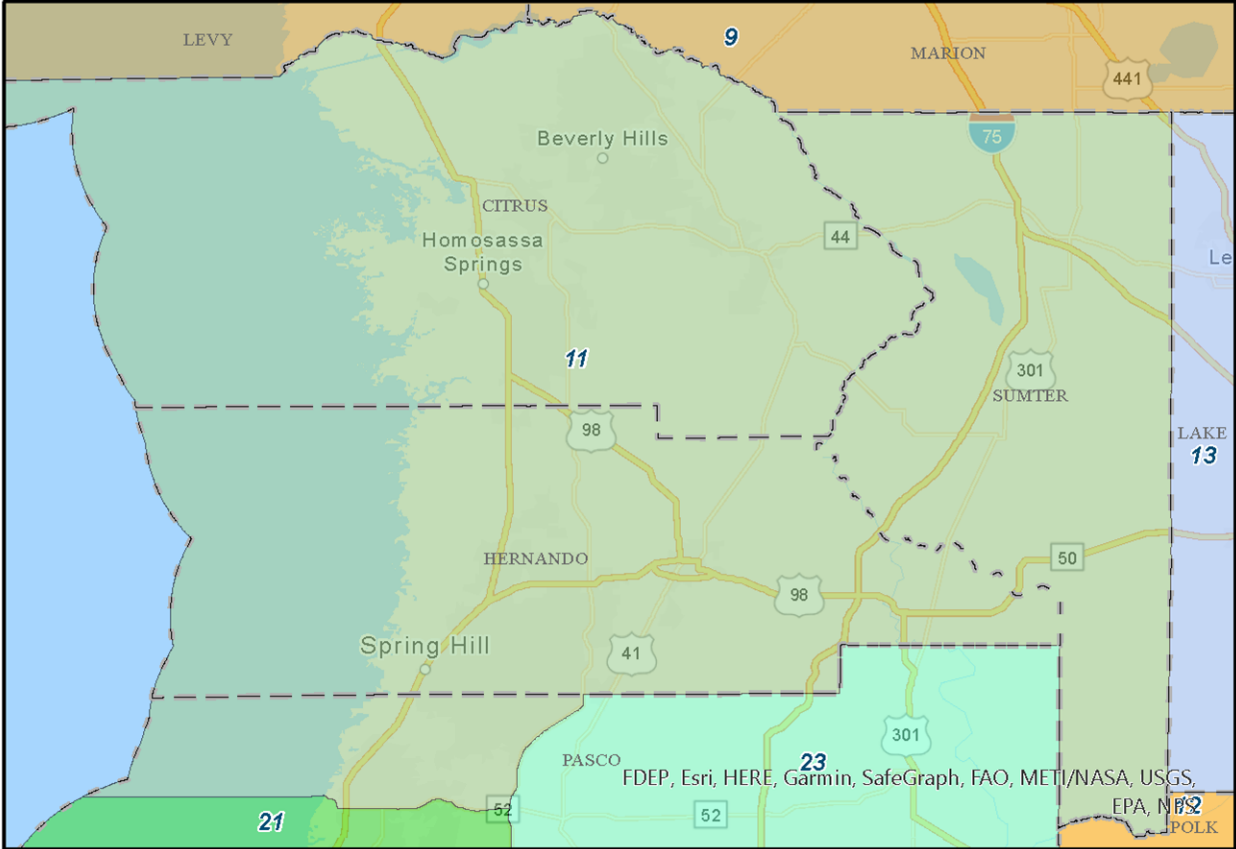 LEVY
9
MARION
441
75
Beverly Hills
CITRUS
44
Homosassa
Springs
Le
11
301
SUMTER
98
LAKE
13
HERNANDO
50
98
Spring Hill
41
301
PASCO
23
FDEP, Esri, HERE, Garmin, SafeGraph, FAO, METI/NASA, USGS,
EPA, NPS
12
52
52
21
POLK